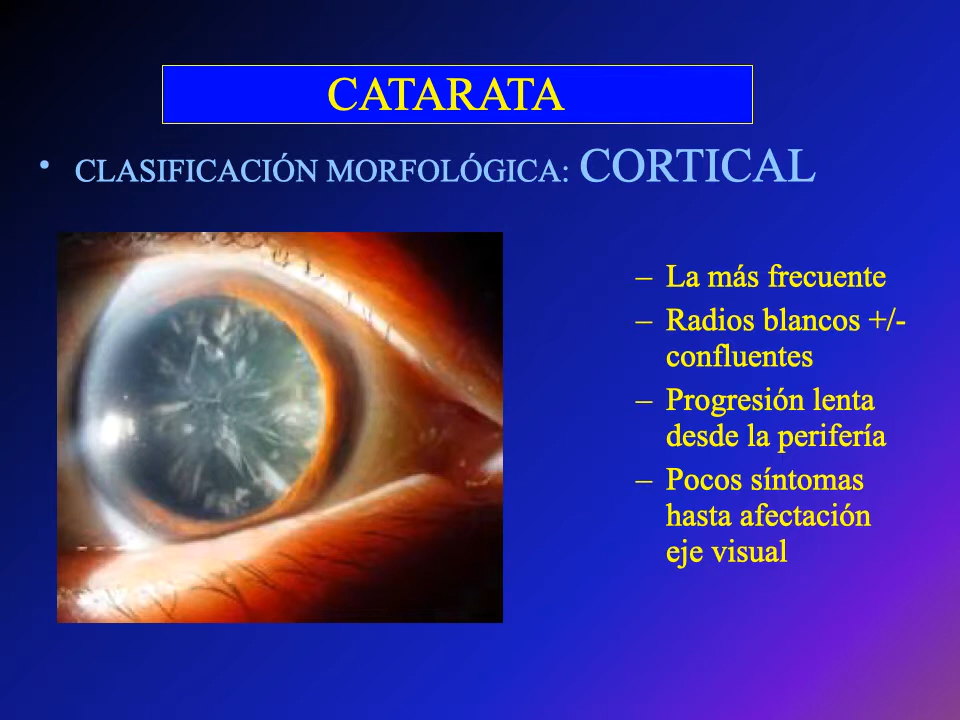 CATARATA
• CLASIFICACIÓN MORFOLÓGICA: CORTICAL
– La más frecuente
– Radios blancos +/-
confluentes
– Progresión lenta
desde la perifería
– Pocos síntomas
hasta afectación
eje visual